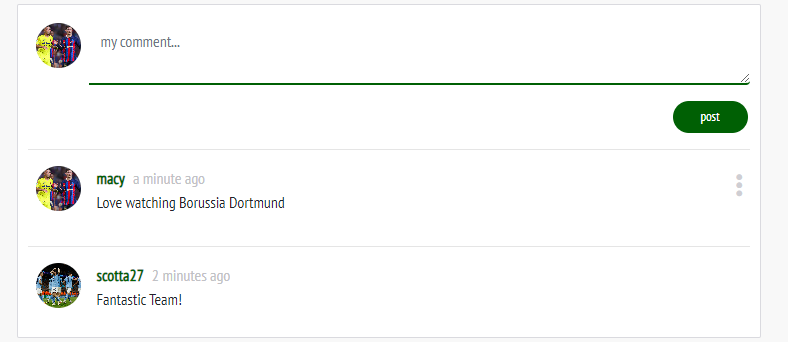 my comment...
post
macy a minute ago
Love watching Borussia Dortmund
scotta27 2 minutes ago
Fantastic Team!